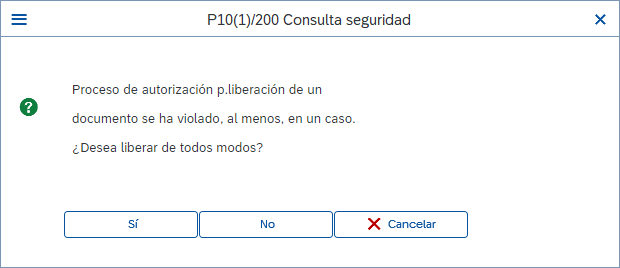 P10(1)/200 Consulta seguridad
Proceso de autorización p.liberación de un
documento se ha violado, al menos, en un caso.
¿Desea liberar de todos modos?
Sí
No
Cancelar